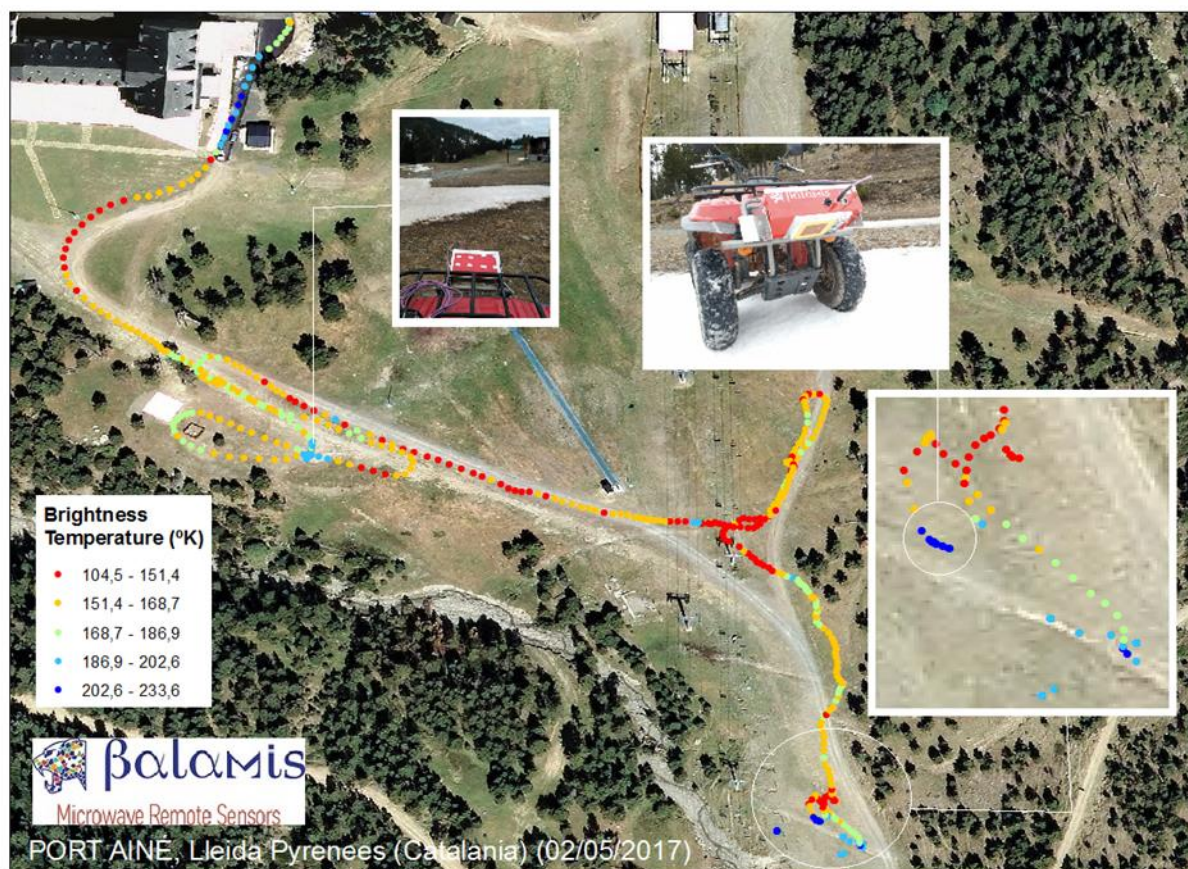 Brightness
Temperature (ºK)
104,5 - 151,4
151,4 - 168,7
168,7 - 186,9
186,9 - 202,6
202,6 - 233,6
βalamis
Microwave Remote Sensors
PORT AINÉ, Lleida Pyrenees (Catalania) (02/05/2017)